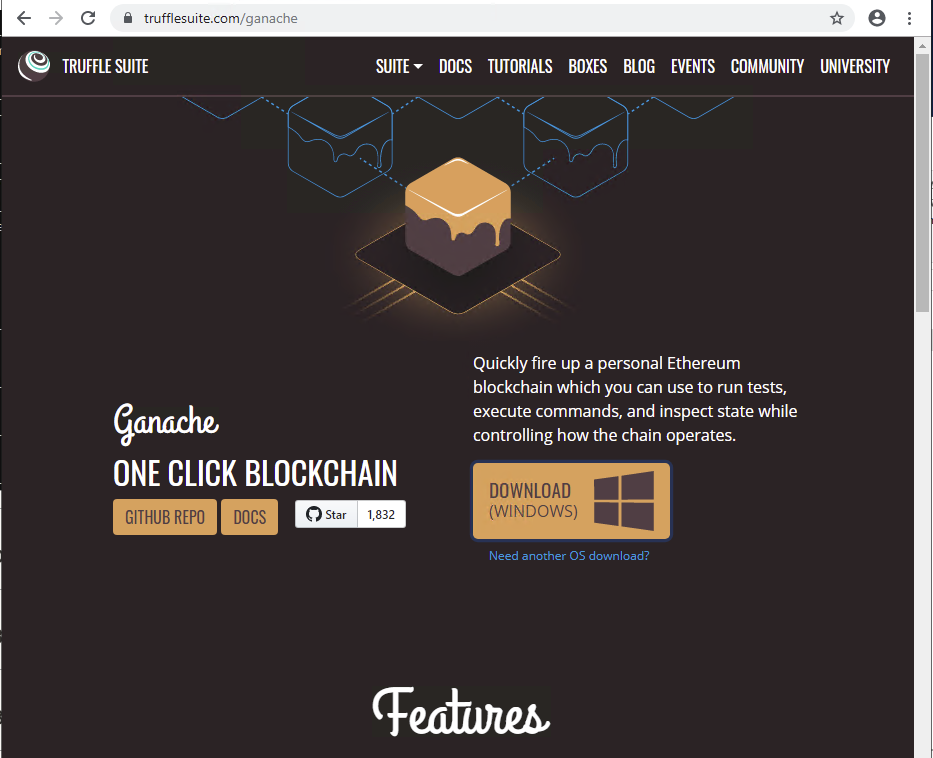 trufflesuite.com/ganache
TRUFFLE SUITE
SUITE DOCS TUTORIALS BOXES BLOG EVENTS COMMUNITY UNIVERSITY
Ganache
ONE CLICK BLOCKCHAIN
GITHUB REPO DOCS Star 1,832
Quickly fire up a personal Ethereum
blockchain which you can use to run tests,
execute commands, and inspect state while
controlling how the chain operates.
DOWNLOAD
(WINDOWS)
Need another OS download?
Features